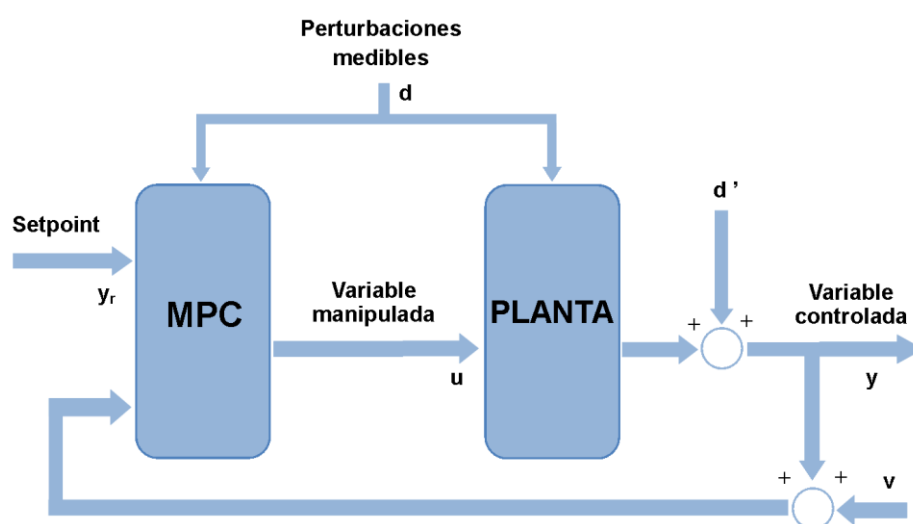 Perturbaciones
medibles
d
d '
Setpoint
yr
MPC
Variable
manipulada
u
PLANTA
+
+
Variable
controlada
y
+
+
v